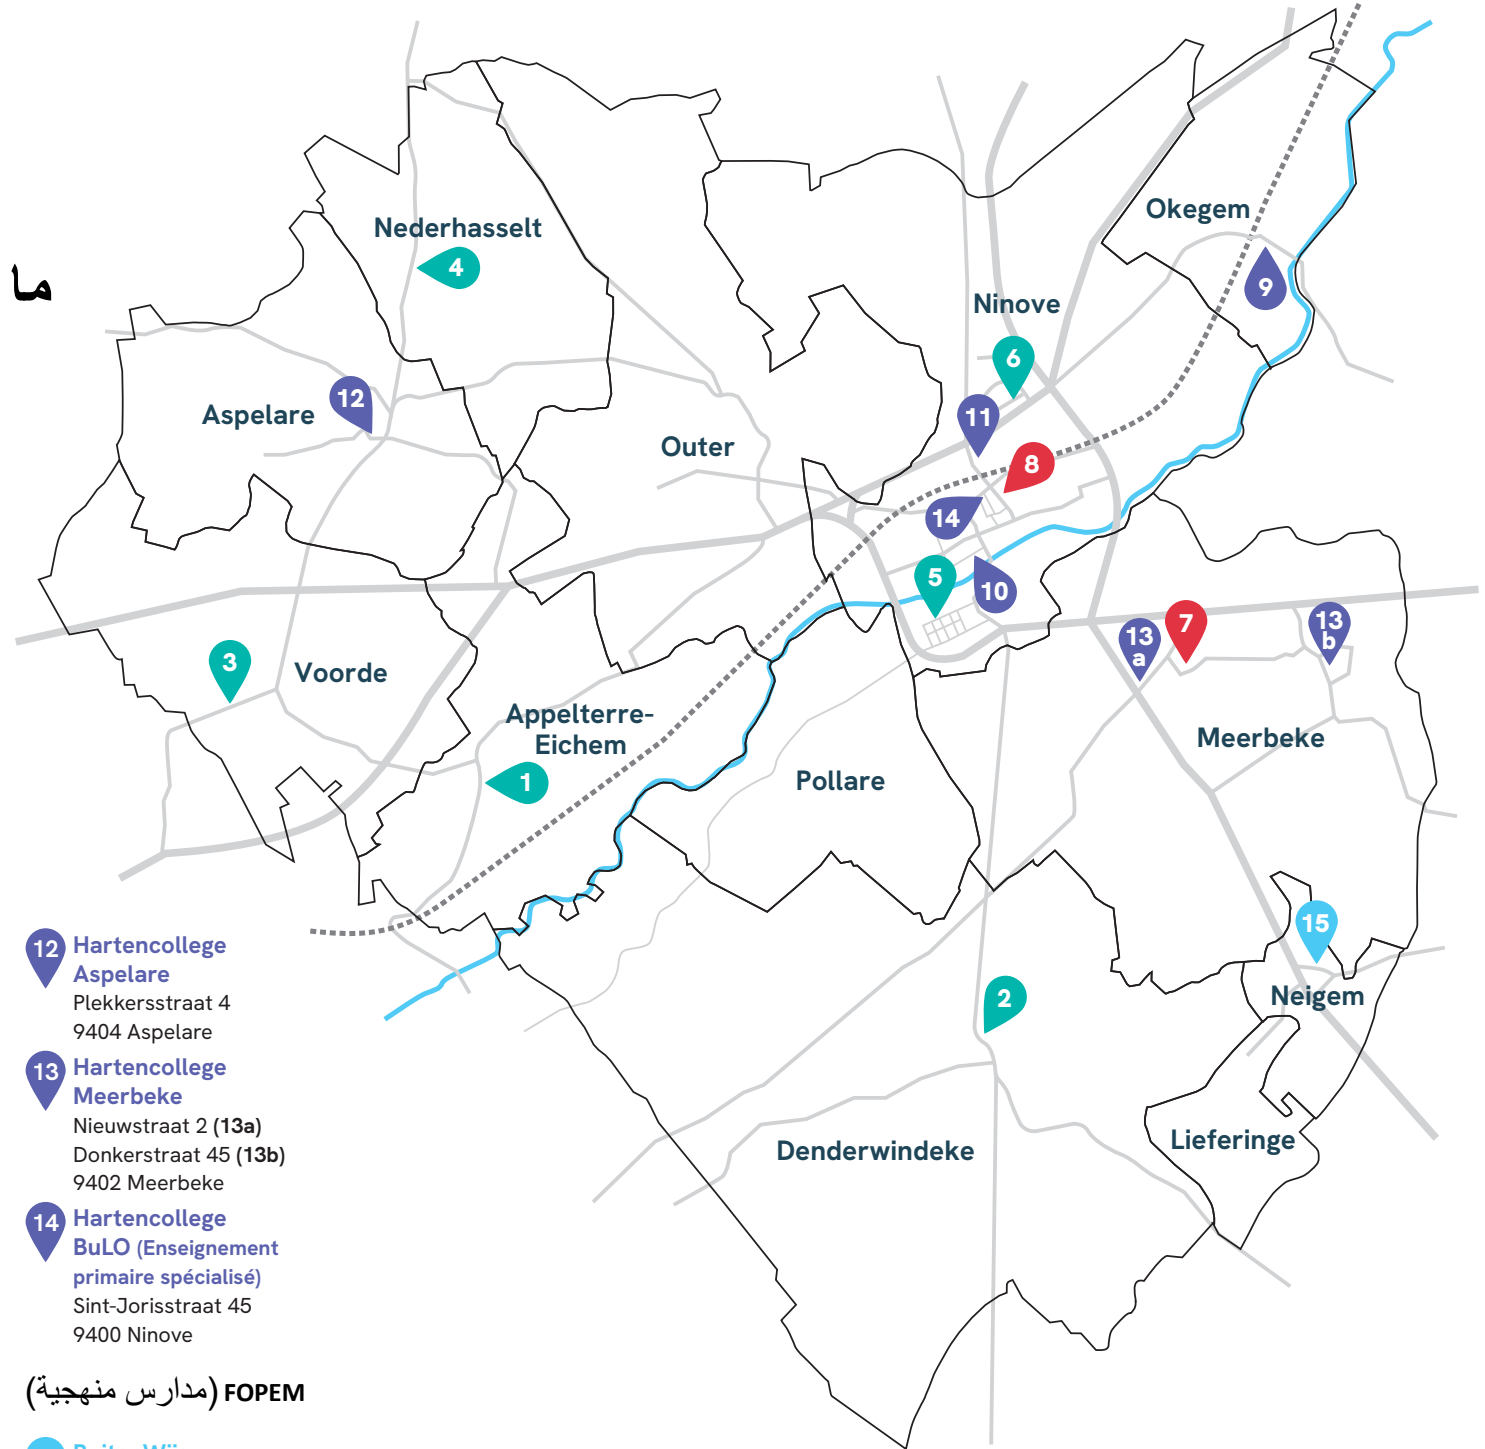 Okegem
Nederhasselt
4
ما
9
Ninove
6
12
Aspelare
11
Outer
8
14
5
10
13
a
7
13
b
3
Voorde
Appelterre-
Eichem
Meerbeke
1
Pollare
15
12 Hartencollege
Aspelare
Plekkersstraat 4
9404 Aspelare
Neigem
2
13 Hartencollege
Meerbeke
Nieuwstraat 2 (13a)
Donkerstraat 45 (13b)
9402 Meerbeke
Lieferinge
Denderwindeke
14 Hartencollege
BuLO (Enseignement
primaire spécialisé)
Sint-Jorisstraat 45
9400 Ninove
FOPEM (مدارس منهجية)